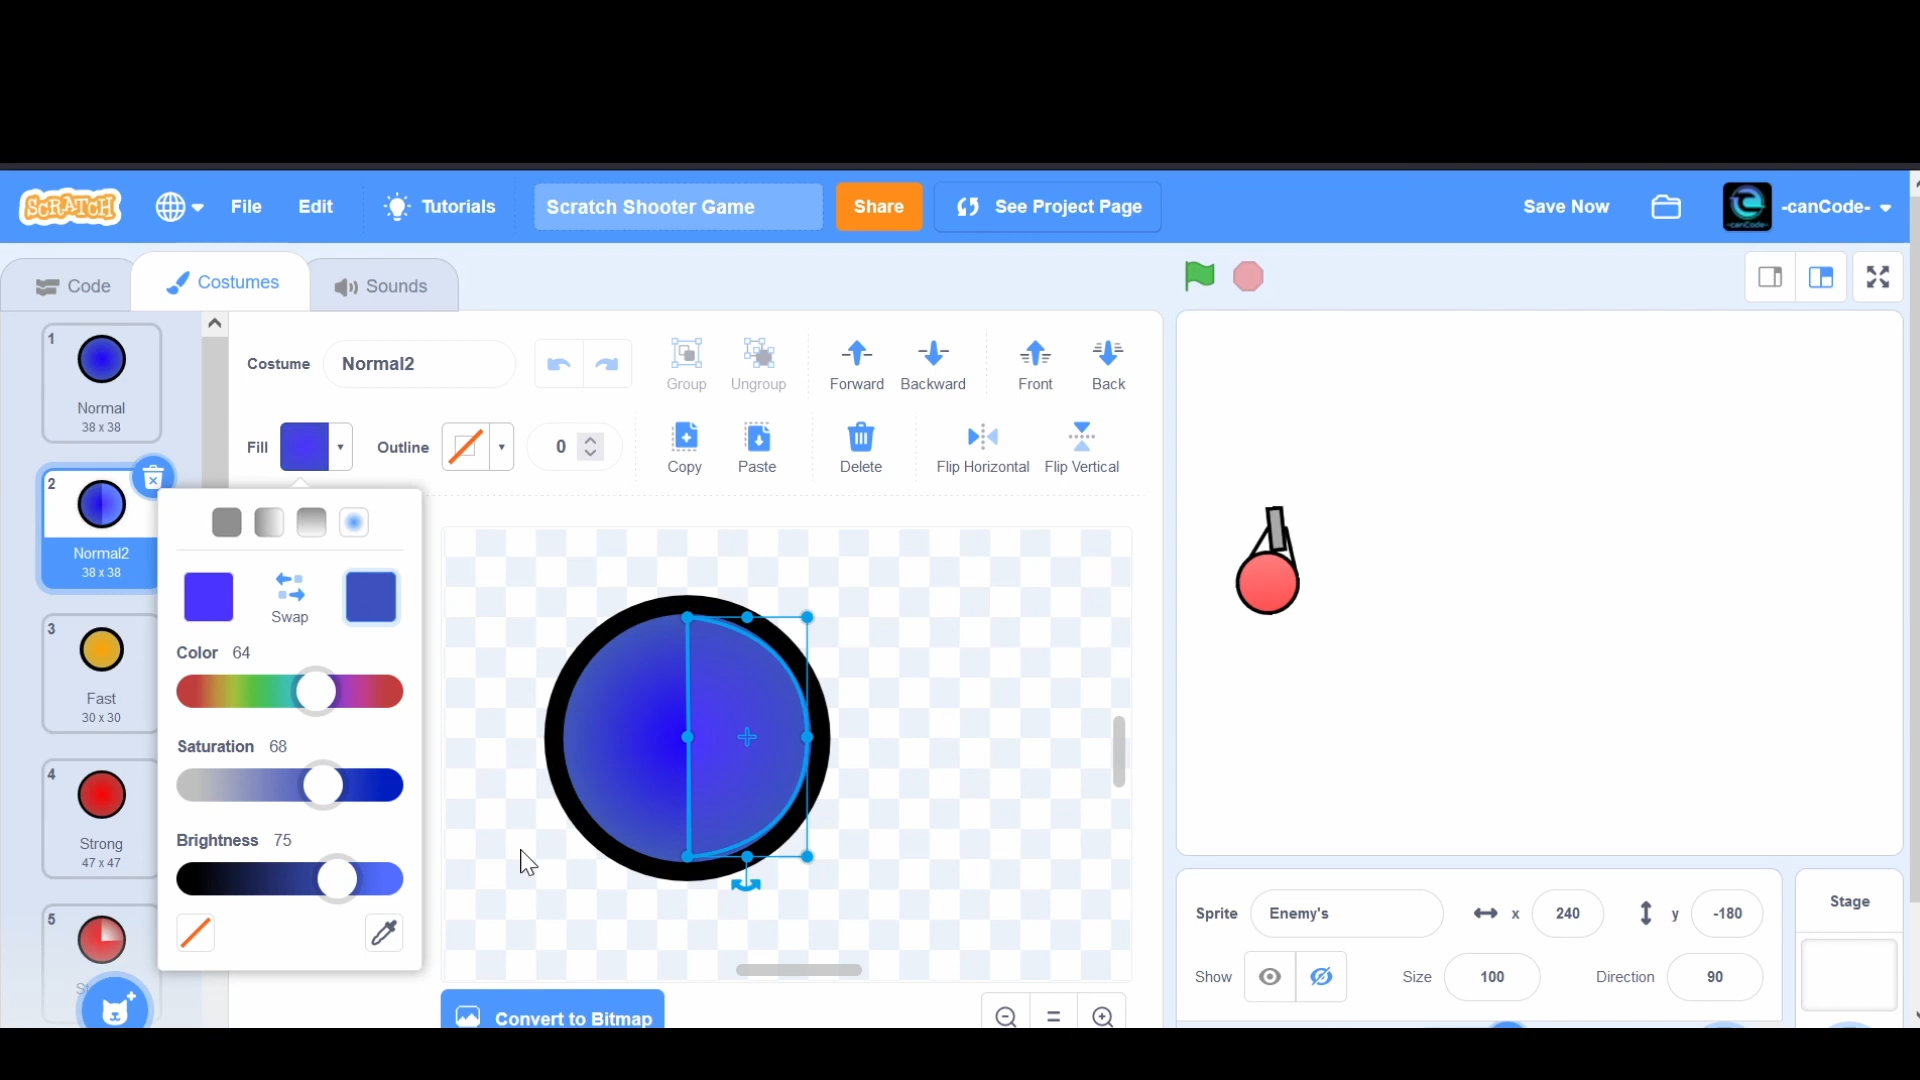 SCRATCH
File
Edit
Tutorials
Scratch Shooter Game
Share
See Project Page
Save Now
-canCode-
-canCode-
Code
Costumes
Sounds
1
Normal
38 x 38
2
Normal2
38 x 38
3
Fast
30 x 30
4
Strong
47 x 47
5
Costume
Normal2
Group
Ungroup
Forward
Backward
Front
Back
Fill
Outline
0
Copy
Paste
Delete
Flip Horizontal
Flip Vertical
Swap
Color 64
Saturation 68
Brightness 75
Convert to Bitmap
Sprite
Enemy's
x
240
y
-180
Show
Size
100
Direction
90
Stage